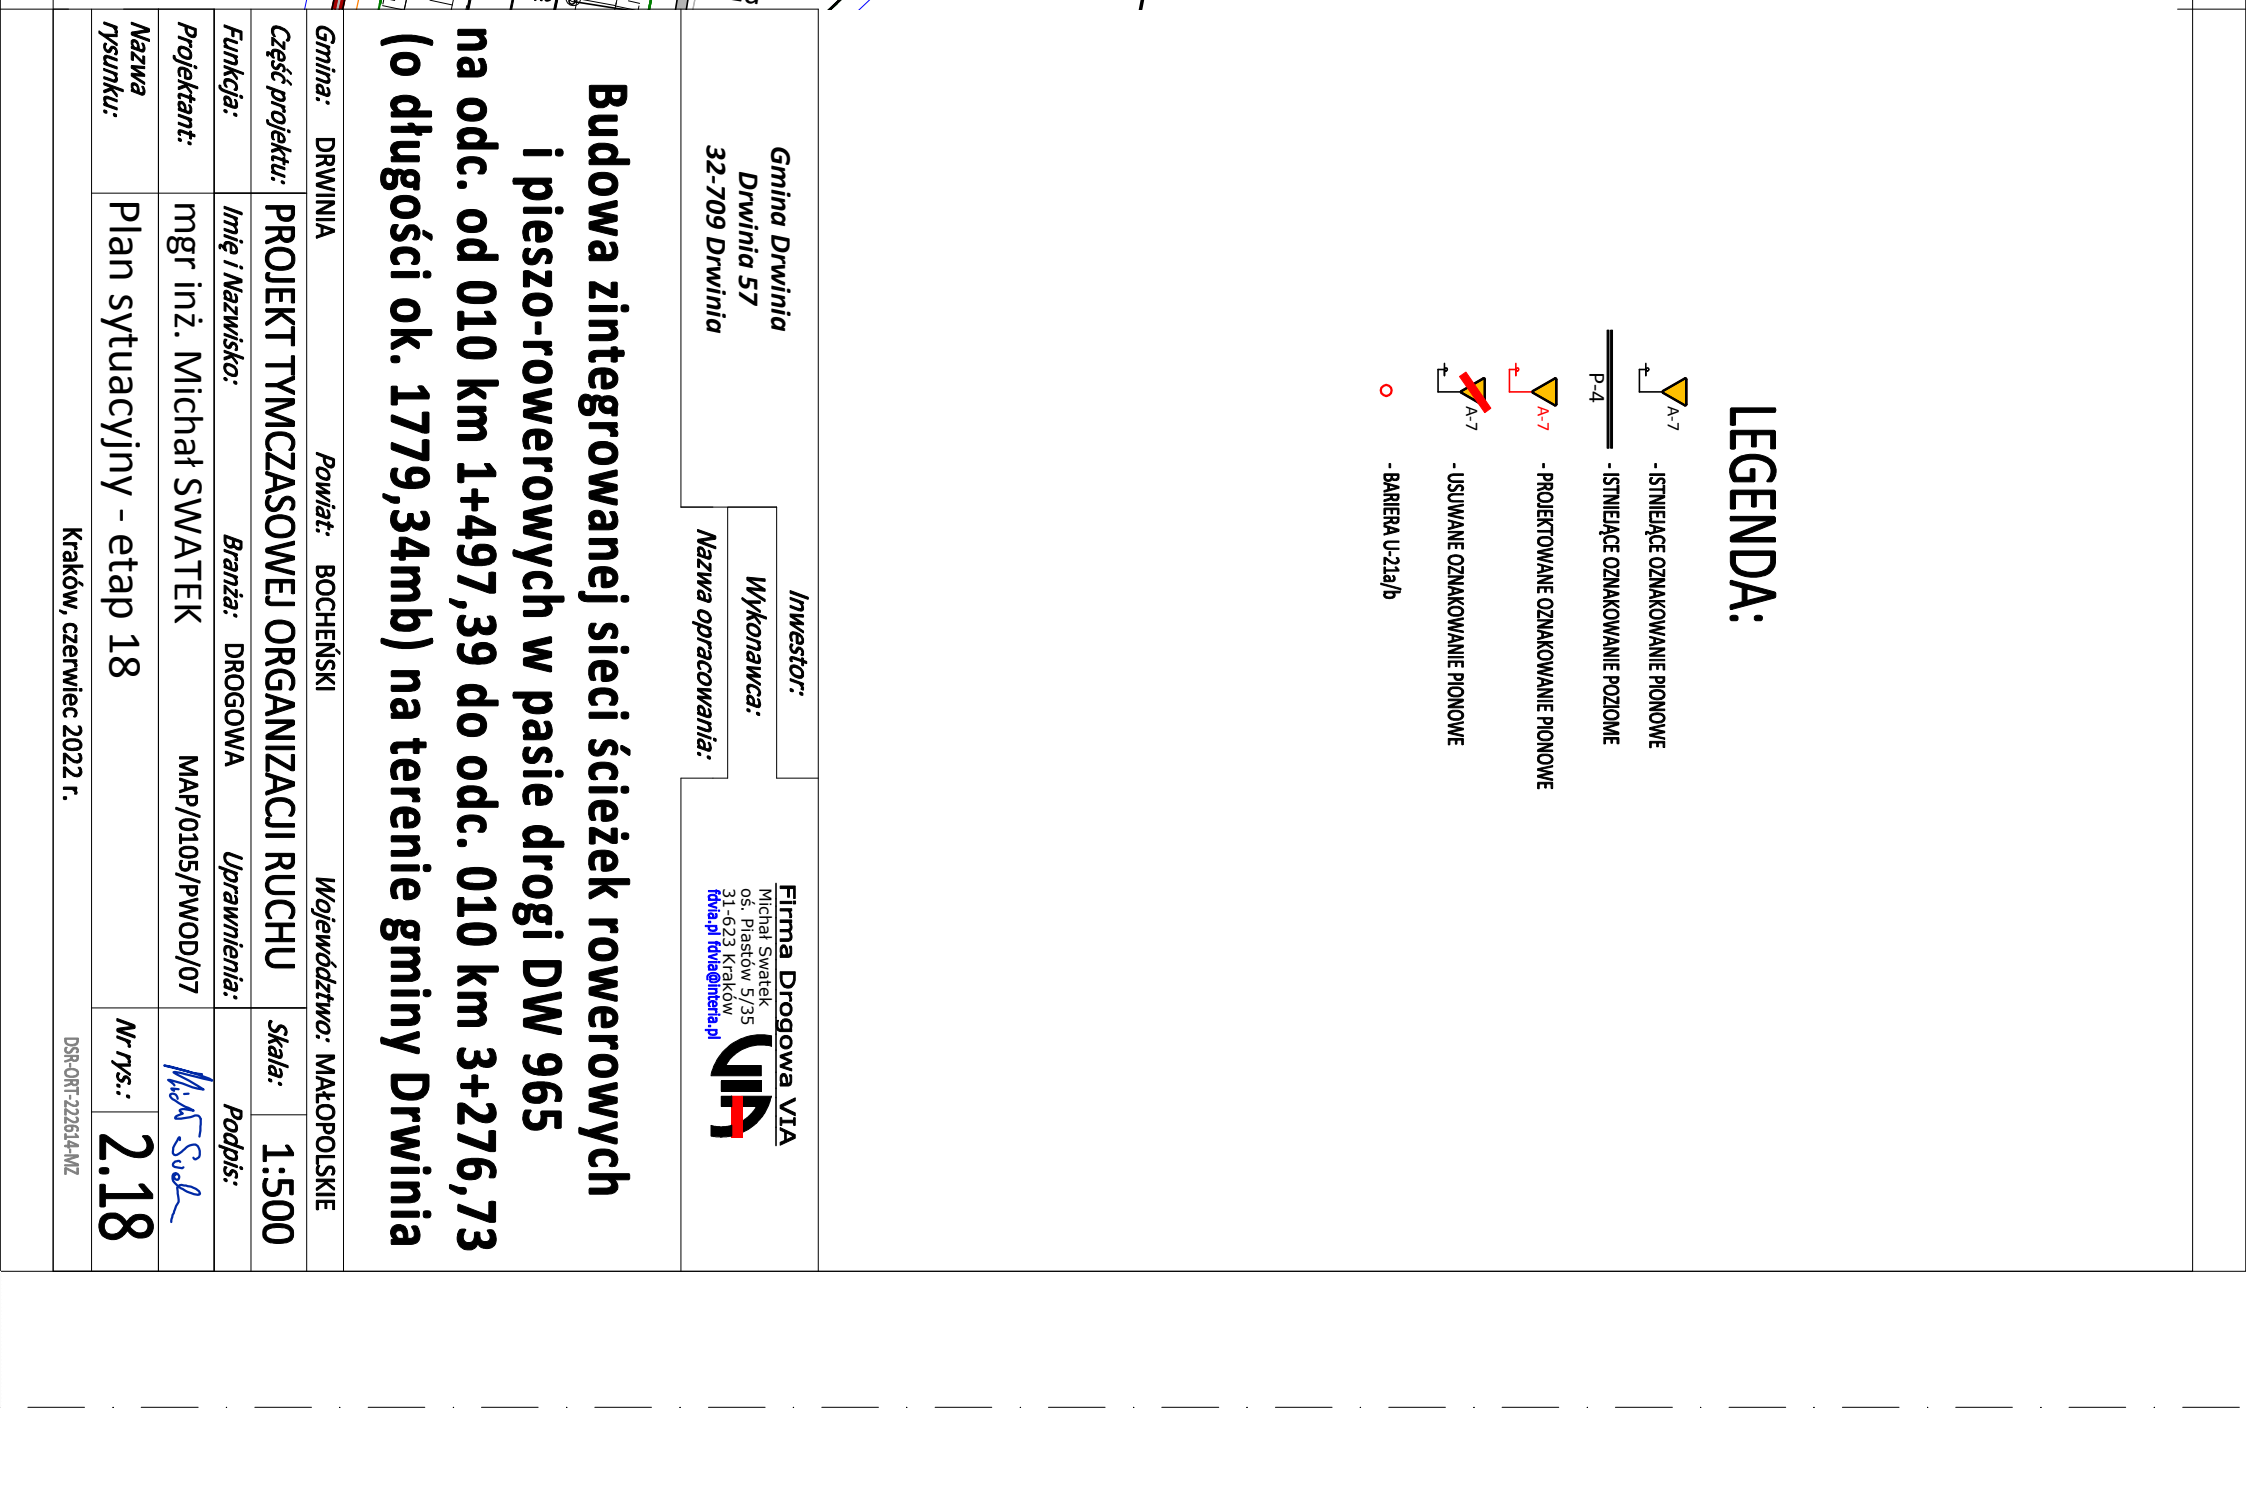 LEGENDA:
A-7
- ISTNIEJĄCE OZNAKOWANIE PIONOWE
P-4
- ISTNIEJĄCE OZNAKOWANIE POZIOME
A-7
- PROJEKTOWANE OZNAKOWANIE PIONOWE
A-7
- USUWANE OZNAKOWANIE PIONOWE
- BARIERA U-21a/b
Inwestor:
Gmina Drwinia
Drwinia 57
32-709 Drwinia
Wykonawca:
Firma Drogowa VIA
Michał Swatek
oś. Piastów 5/35
31-623 Kraków
fdvia.pl fdvia@interia.pl
VIA
Nazwa opracowania:
Budowa zintegrowanej sieci ścieżek rowerowych
i pieszo-rowerowych w pasie drogi DW 965
na odc. od 010 km 1+497,39 do odc. 010 km 3+276,73
(o długości ok. 1779,34mb) na terenie gminy Drwinia
Gmina: DRWINIA Powiat: BOCHEŃSKI Województwo: MAŁOPOLSKIE
Część projektu: PROJEKT TYMCZASOWEJ ORGANIZACJI RUCHU Skala: 1:500
Funkcja: Imię i Nazwisko: Branża: DROGOWA Uprawnienia: Podpis:
Projektant: mgr inż. Michał SWATEK MAP/0105/PWOD/07
Nazwa
rysunku: Plan sytuacyjny - etap 18 Nr rys.: 2.18
Kraków, czerwiec 2022 r.
DSR-ORT-222614-MZ